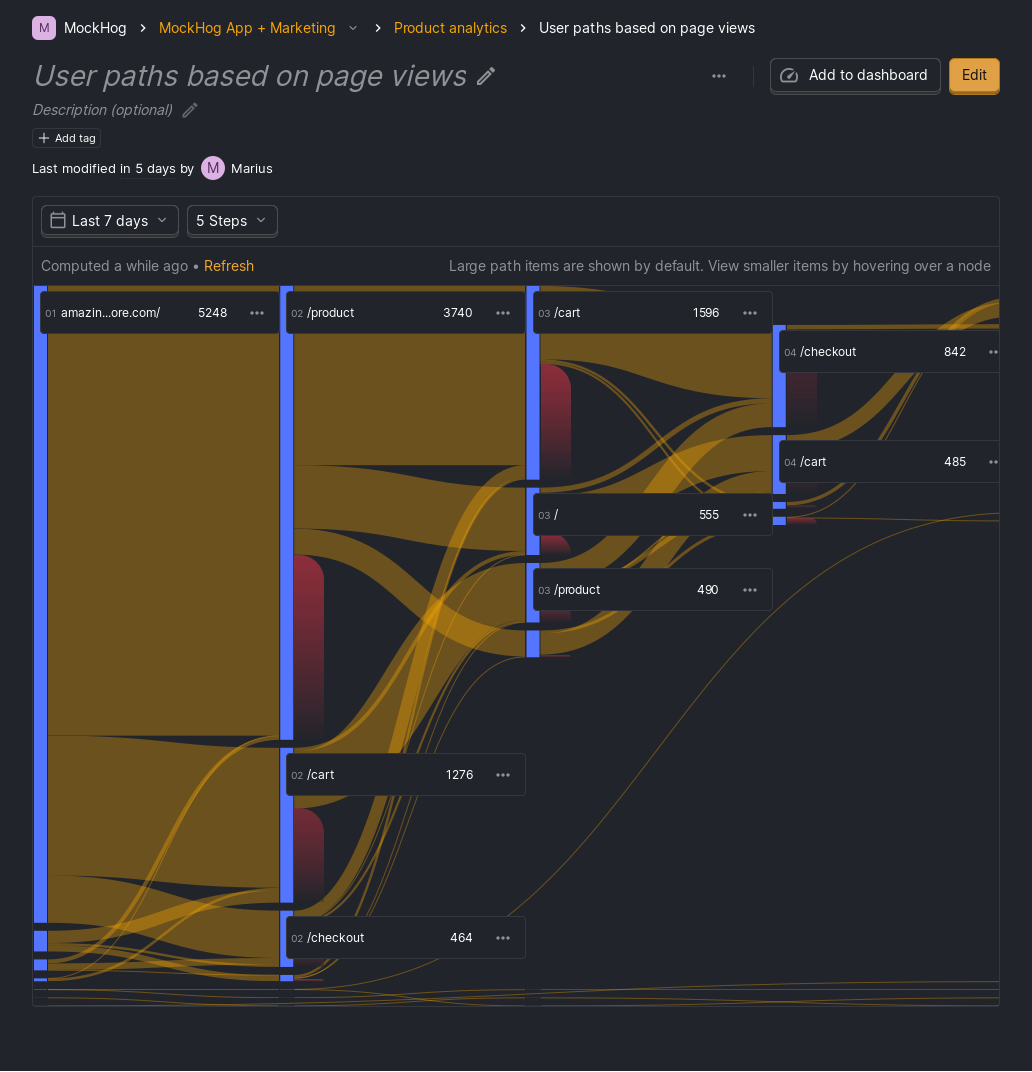 M MockHog MockHog App + Marketing Product analytics User paths based on page views
User paths based on page views
Add to dashboard
Edit
Description (optional)
Add tag
Last modified in 5 days by M Marius
Last 7 days
5 Steps
Computed a while ago • Refresh
Large path items are shown by default. View smaller items by hovering over a node
01 amazin...ore.com/ 5248
02 /product 3740
03 /cart 1596
04 /checkout 842
04 /cart 485
03 / 555
03 /product 490
02 /cart 1276
02 /checkout 464